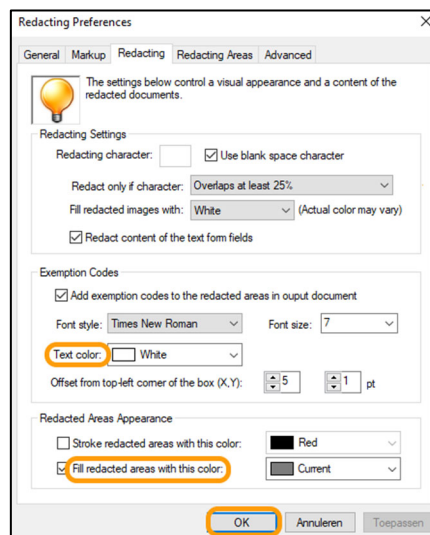 Redacting Preferences
General Markup Redacting Redacting Areas Advanced
The settings below control a visual appearance and a content of the
redacted documents.
Redacting Settings
Redacting character: Use blank space character
Redact only if character: Overlaps at least 25%
Fill redacted images with: White (Actual color may vary)
Redact content of the text form fields
Exemption Codes
Add exemption codes to the redacted areas in ouput document
Font style: Times New Roman Font size: 7
Text color: White
Offset from top-left corner of the box (X,Y): 5 1 pt
Redacted Areas Appearance
Stroke redacted areas with this color: Red
Fill redacted areas with this color: Current
OK Annuleren Toepassen